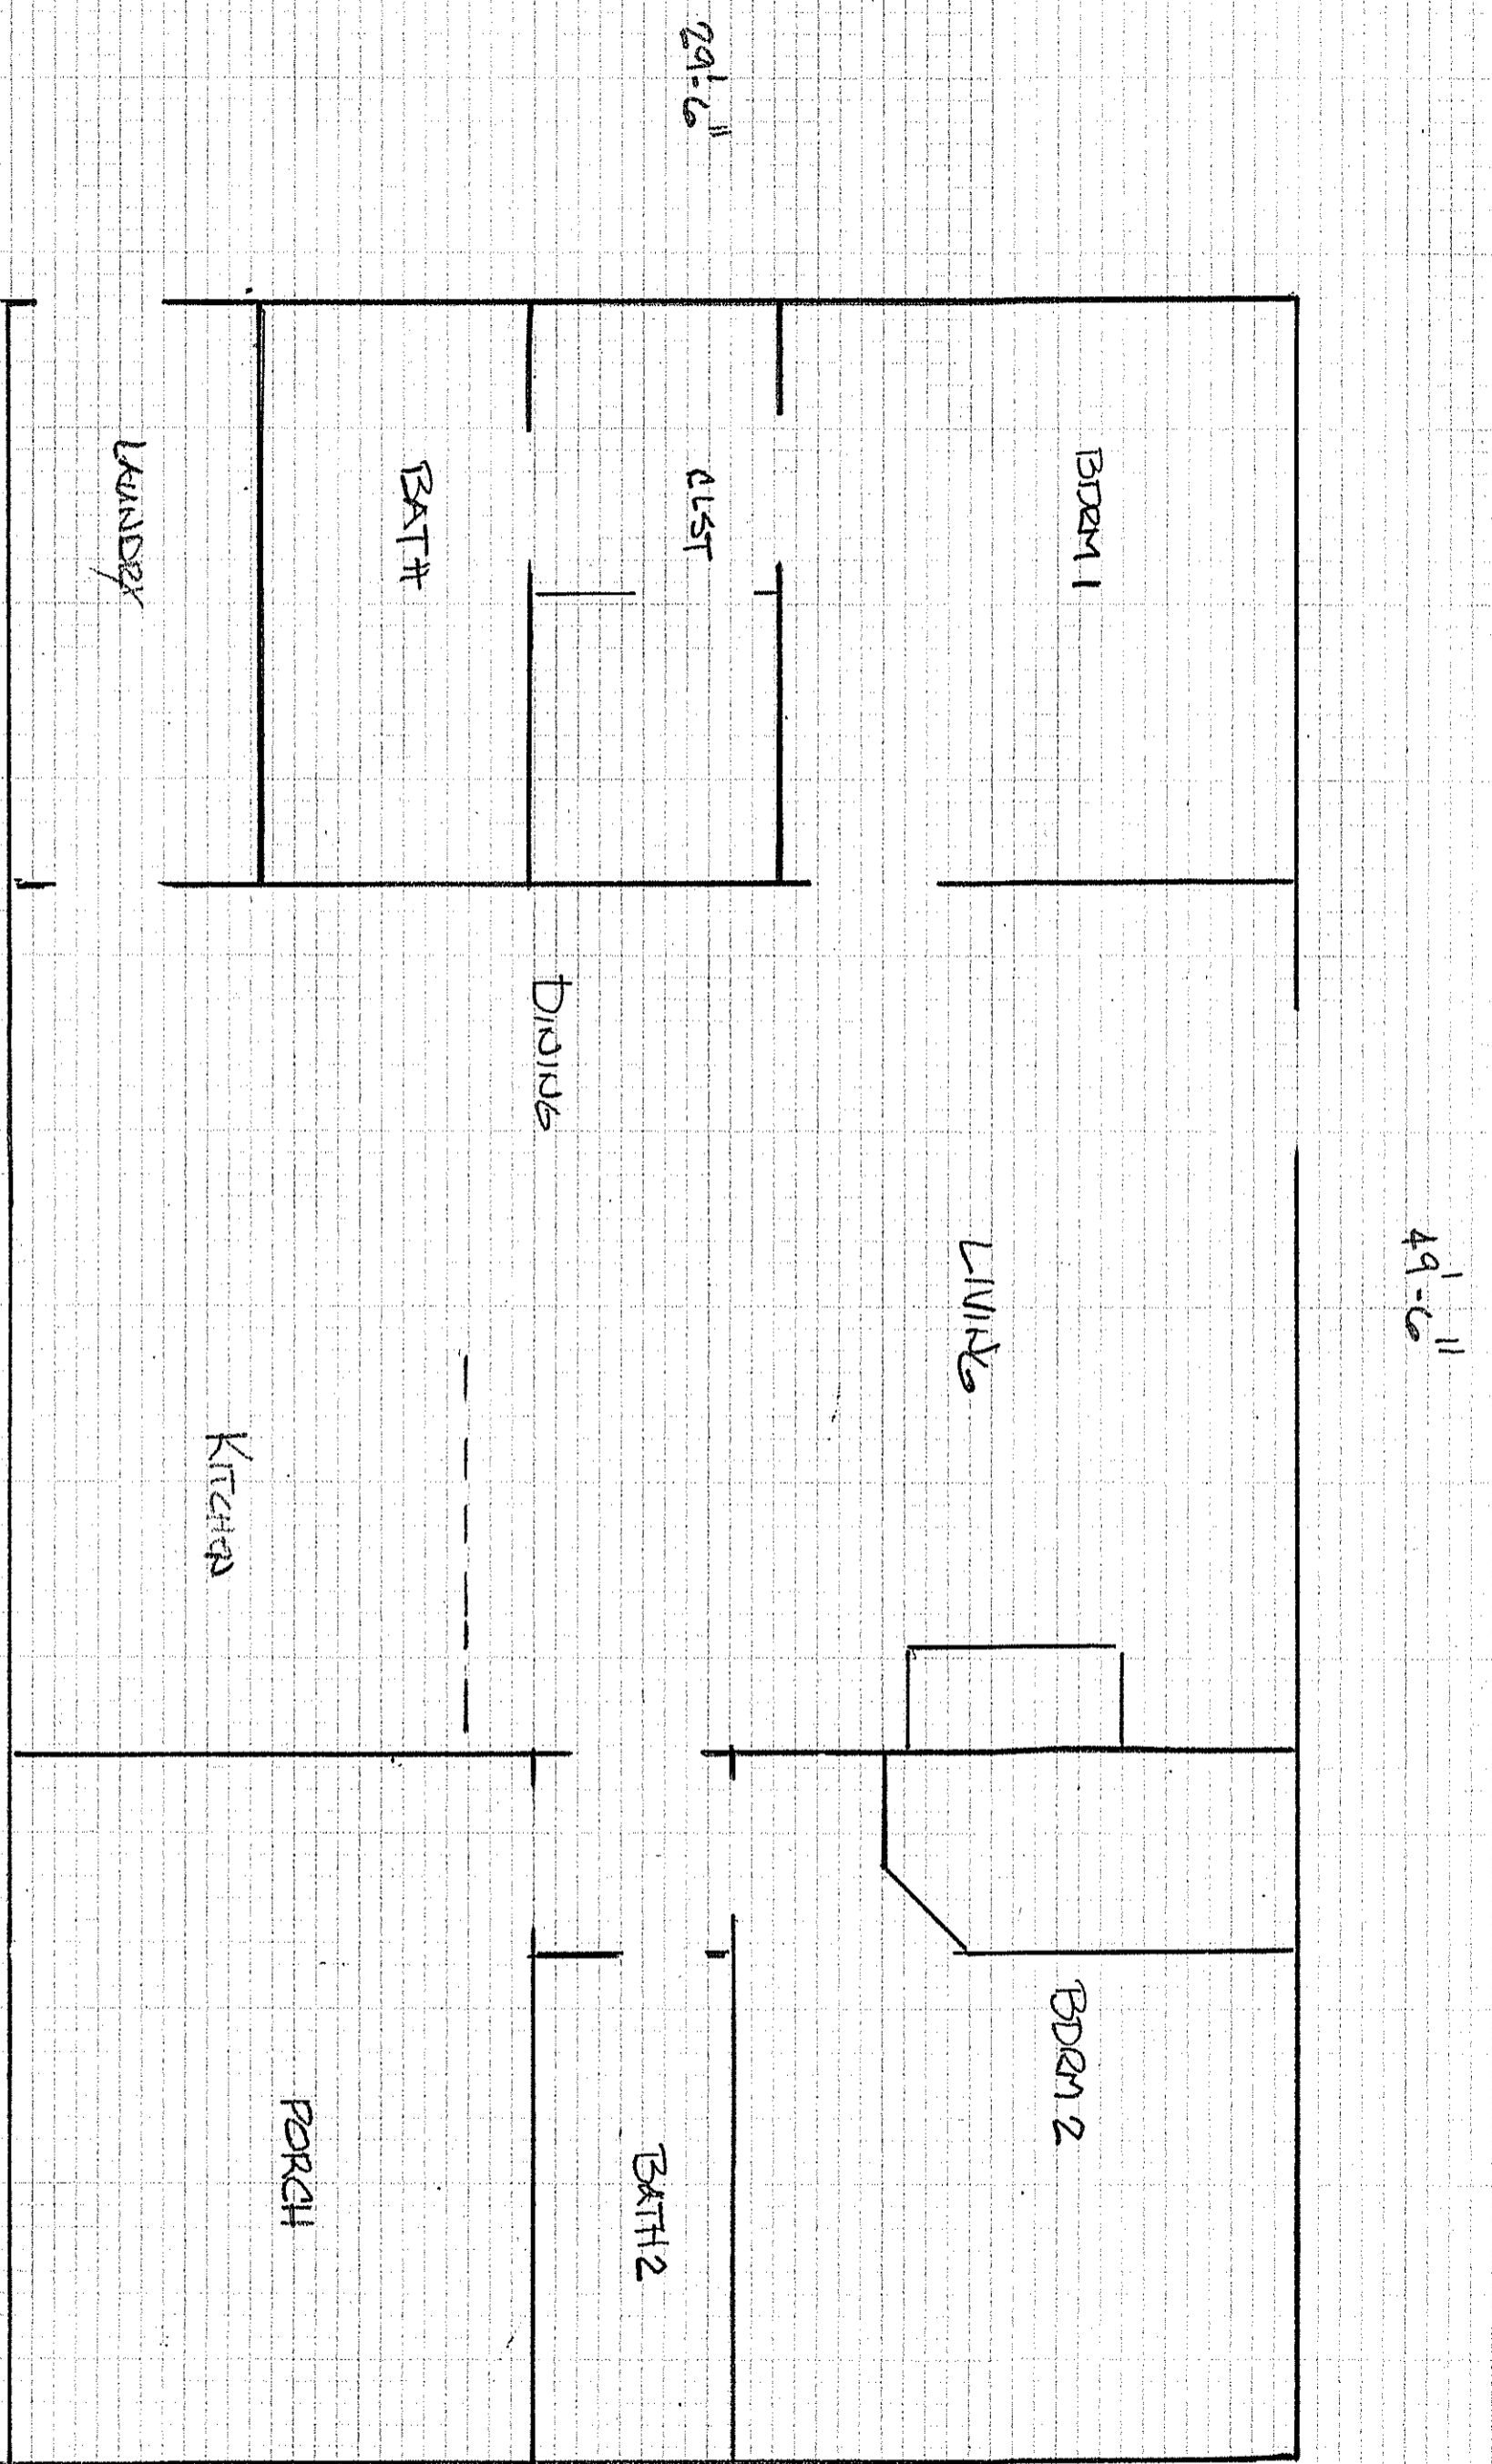 49'-6"
29'-6"
BDRM 1
LIVING
BDRM 2
CLST
DINING
BATH 2
BATH
KITCHEN
PORCH
LAUNDRY